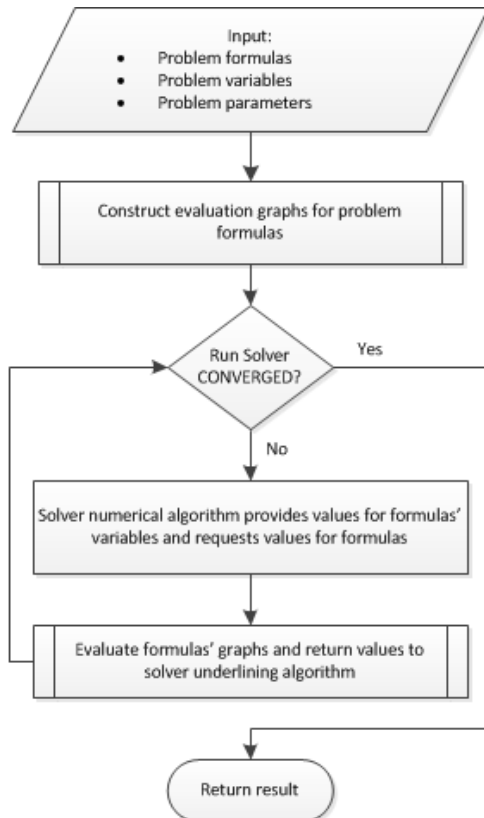 Input:
• Problem formulas
• Problem variables
• Problem parameters
Construct evaluation graphs for problem
formulas
Run Solver
CONVERGED?
Yes
No
Solver numerical algorithm provides values for formulas'
variables and requests values for formulas
Evaluate formulas' graphs and return values to
solver underlining algorithm
Return result